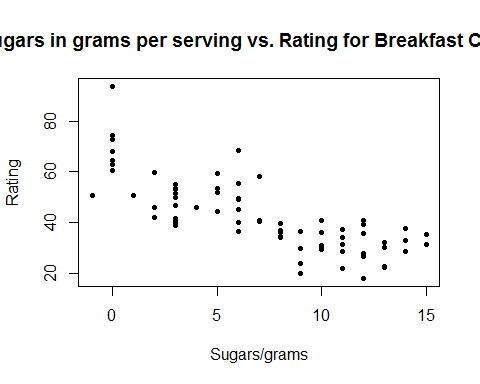 ugars in grams per serving vs. Rating for Breakfast C
80
60
40
20
Rating
0 5 10 15
Sugars/grams